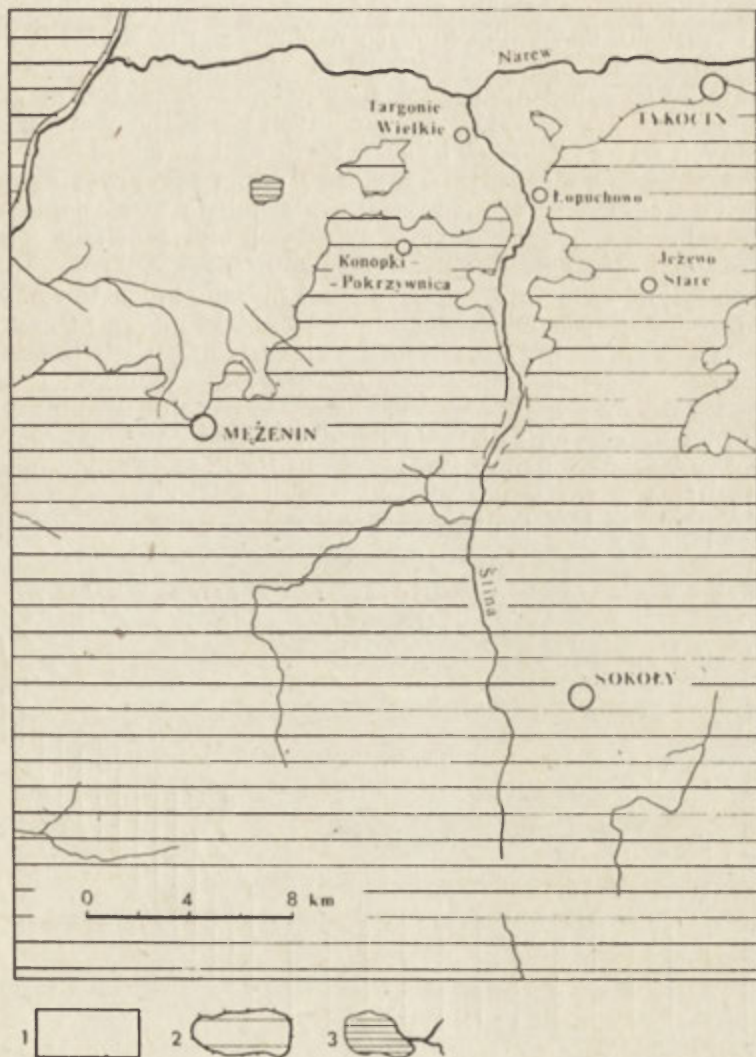 Narew
Targonie
Wielkie
TYKOCIN
Łopuchowo
Konopki -
- Pokrzywnica
Jeżewo
Stare
MĘŻENIN
Ślina
SOKOŁY
0 4 8 km
1 2 3